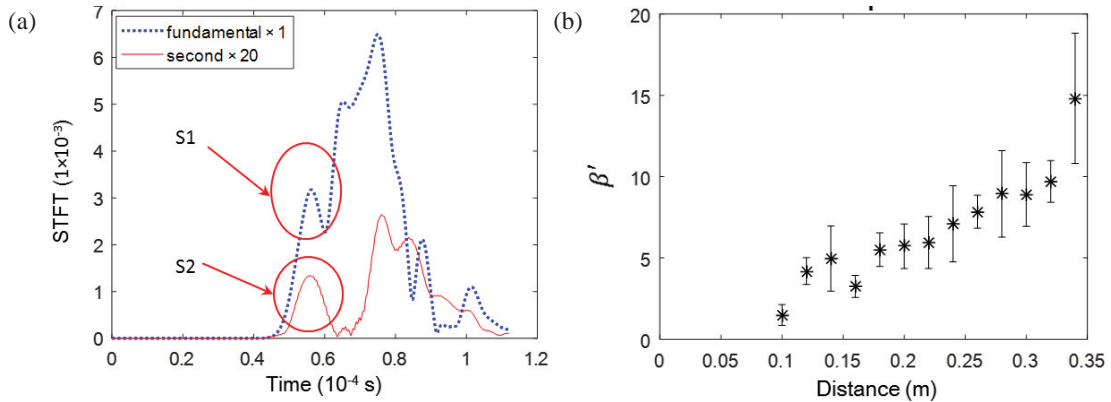 (a)
7
6
5
4
3
2
1
0
STFT (1×10⁻³)
fundamental × 1
second × 20
S1
S2
0 0.2 0.4 0.6 0.8 1 1.2
Time (10⁻⁴ s)
(b)
20
15
10
5
0
β′
0 0.05 0.1 0.15 0.2 0.25 0.3 0.35
Distance (m)